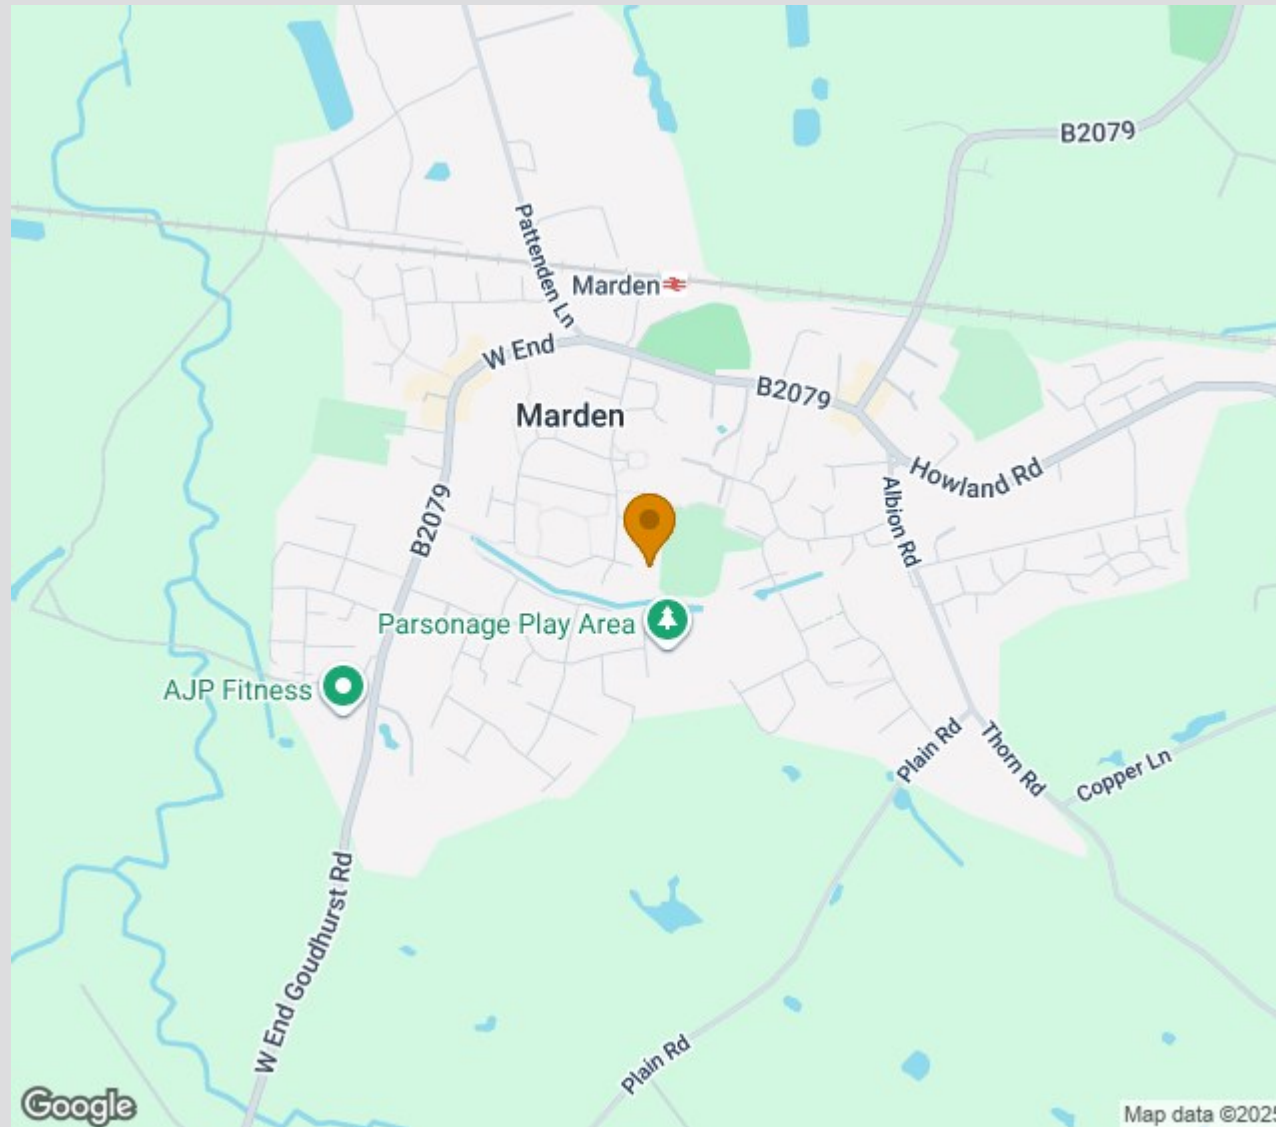 B2079
Pattenden Ln
Marden
W End
B2079
Marden
Howland Rd
Albion Rd
B2079
Parsonage Play Area
AJP Fitness
Plain Rd
Thorn Rd
Copper Ln
W End Goudhurst Rd
Plain Rd
Google
Map data ©2025